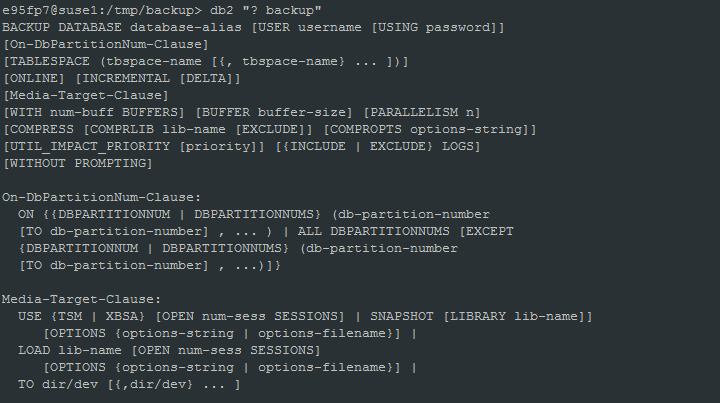 e95fp7@suse1:/tmp/backup> db2 "? backup"
BACKUP DATABASE database-alias [USER username [USING password]]
[On-DbPartitionNum-Clause]
[TABLESPACE (tbspace-name [{, tbspace-name} ... ])]
[ONLINE] [INCREMENTAL [DELTA]]
[Media-Target-Clause]
[WITH num-buff BUFFERS] [BUFFER buffer-size] [PARALLELISM n]
[COMPRESS [COMPRLIB lib-name [EXCLUDE]] [COMPROPTS options-string]]
[UTIL_IMPACT_PRIORITY [priority]] [{INCLUDE | EXCLUDE} LOGS]
[WITHOUT PROMPTING]

On-DbPartitionNum-Clause:
  ON {{DBPARTITIONNUM | DBPARTITIONNUMS} (db-partition-number
  [TO db-partition-number] , ... ) | ALL DBPARTITIONNUMS [EXCEPT
  {DBPARTITIONNUM | DBPARTITIONNUMS} (db-partition-number
  [TO db-partition-number] , ...)]}

Media-Target-Clause:
  USE {TSM | XBSA} [OPEN num-sess SESSIONS] | SNAPSHOT [LIBRARY lib-name]]
     [OPTIONS {options-string | options-filename}] |
  LOAD lib-name [OPEN num-sess SESSIONS]
     [OPTIONS {options-string | options-filename}] |
  TO dir/dev [{,dir/dev} ... ]